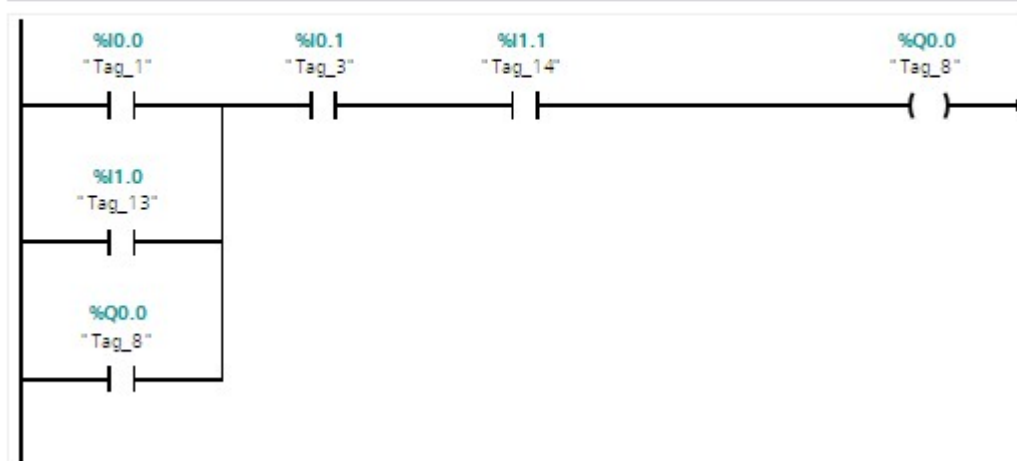 %I0.0 %I0.1 %I1.1 %Q0.0
"Tag_1" "Tag_3" "Tag_14" "Tag_8"
%I1.0
"Tag_13"
%Q0.0
"Tag_8"